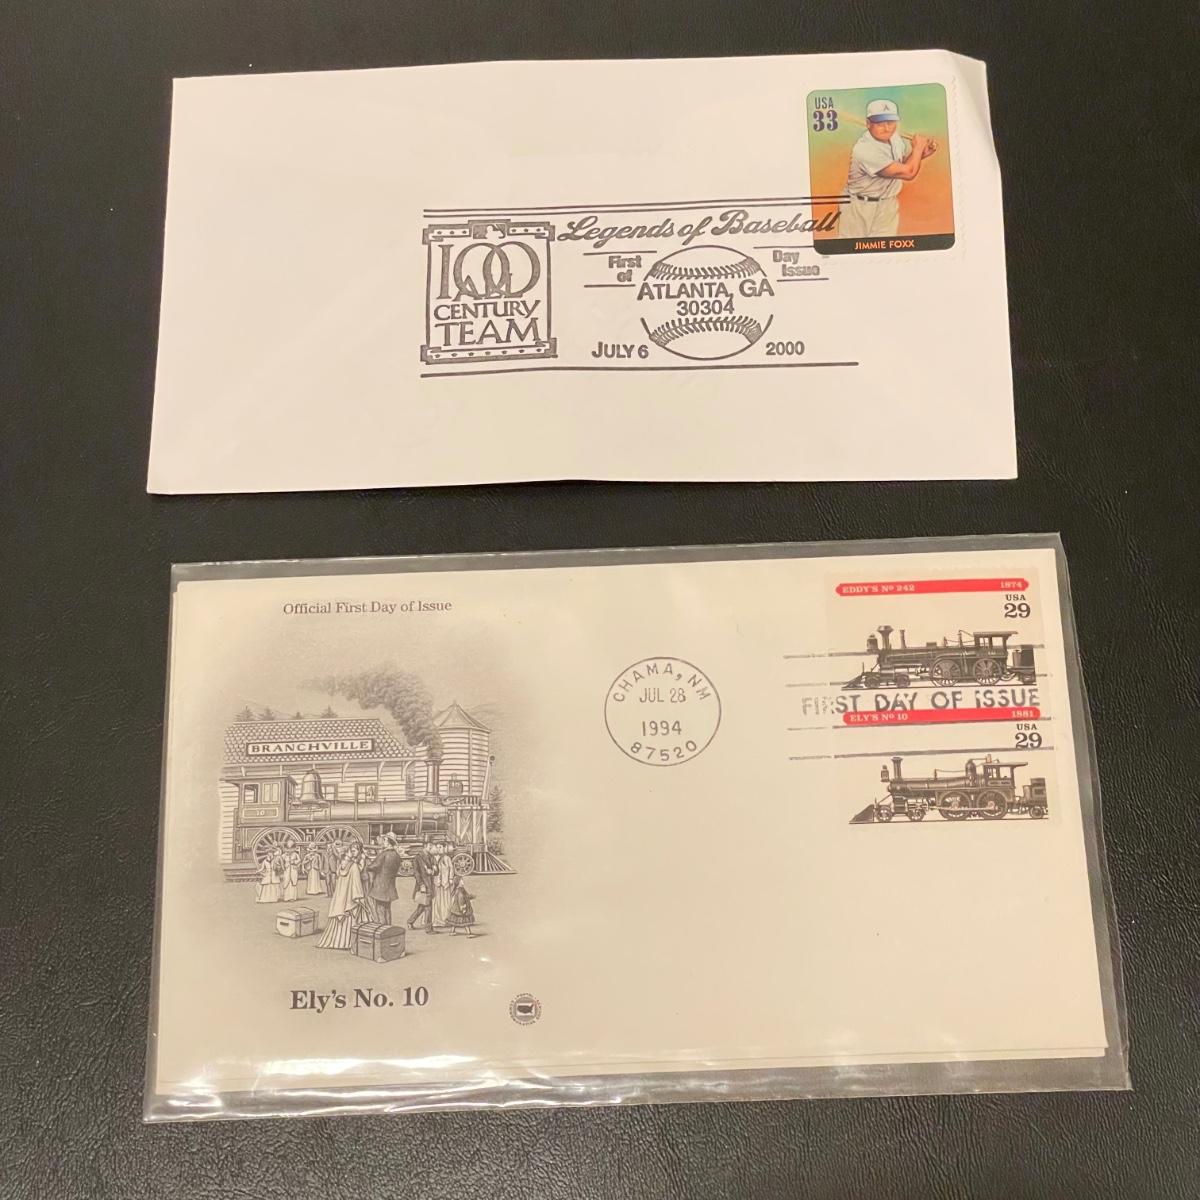 USA
33
A
JIMMIE FOXX
Legends of Baseball
100
ALL
CENTURY
TEAM
First Day
of Issue
ATLANTA, GA
30304
JULY 6 2000
Official First Day of Issue
BRANCHVILLE
10
Ely's No. 10
CHAMA, NM
JUL 28
1994
87520
EDDY'S Nº 242 1874
USA
29
FIRST DAY OF ISSUE
ELY'S Nº 10 1881
USA
29